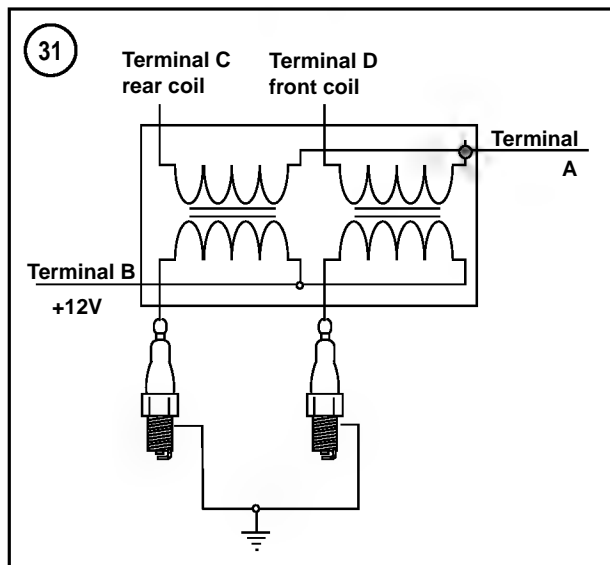 31
Terminal C
rear coil
Terminal D
front coil
Terminal
A
Terminal B
+12V